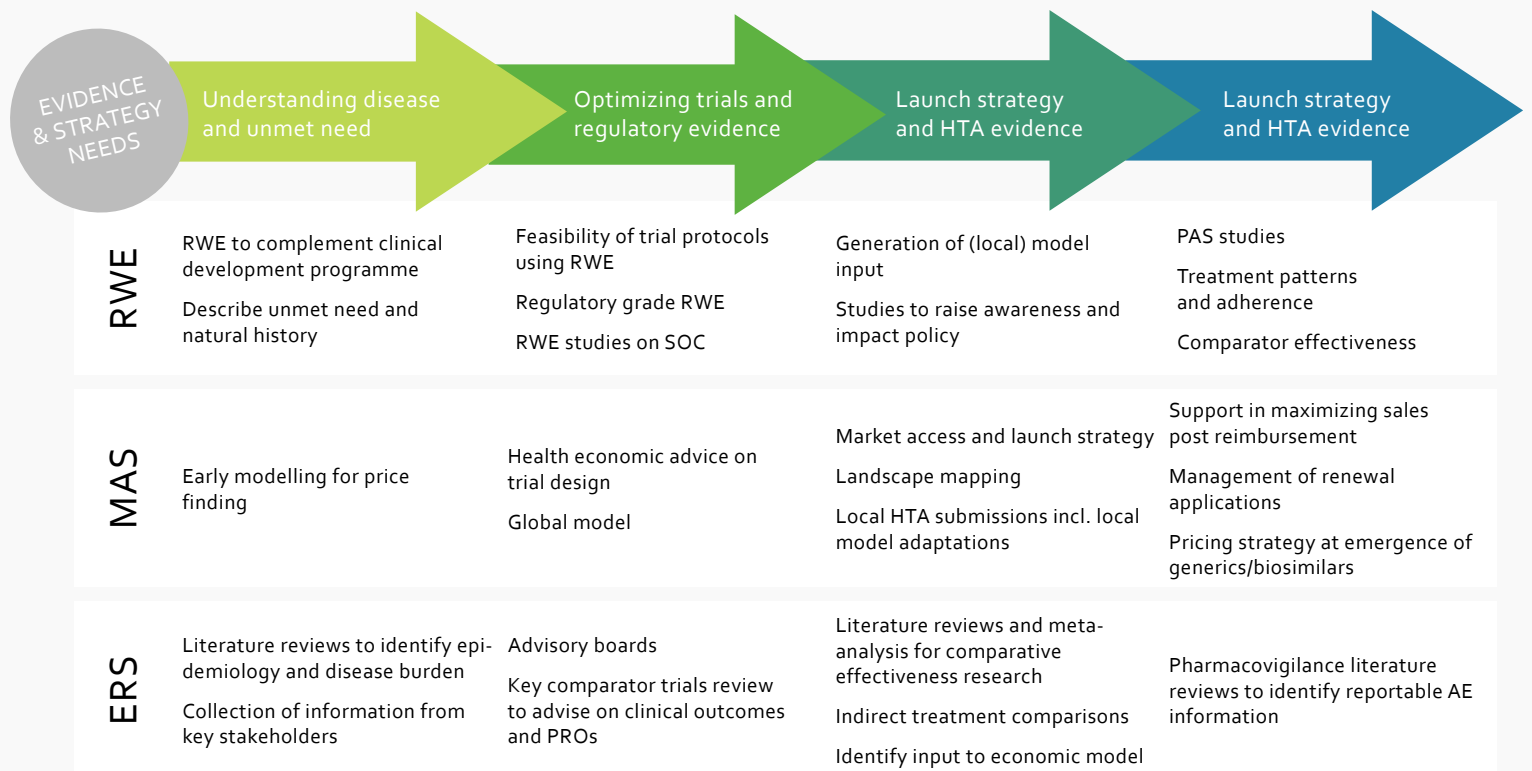 EVIDENCE
& STRATEGY
NEEDS
Understanding disease
and unmet need
Optimizing trials and
regulatory evidence
Launch strategy
and HTA evidence
Launch strategy
and HTA evidence
RWE
RWE to complement clinical
development programme
Describe unmet need and
natural history
Feasibility of trial protocols
using RWE
Regulatory grade RWE
RWE studies on SOC
Generation of (local) model
input
Studies to raise awareness and
impact policy
PAS studies
Treatment patterns
and adherence
Comparator effectiveness
MAS
Early modelling for price
finding
Health economic advice on
trial design
Global model
Market access and launch strategy
Landscape mapping
Local HTA submissions incl. local
model adaptations
Support in maximizing sales
post reimbursement
Management of renewal
applications
Pricing strategy at emergence of
generics/biosimilars
ERS
Literature reviews to identify epi-
demiology and disease burden
Collection of information from
key stakeholders
Advisory boards
Key comparator trials review
to advise on clinical outcomes
and PROs
Literature reviews and meta-
analysis for comparative
effectiveness research
Indirect treatment comparisons
Identify input to economic model
Pharmacovigilance literature
reviews to identify reportable AE
information